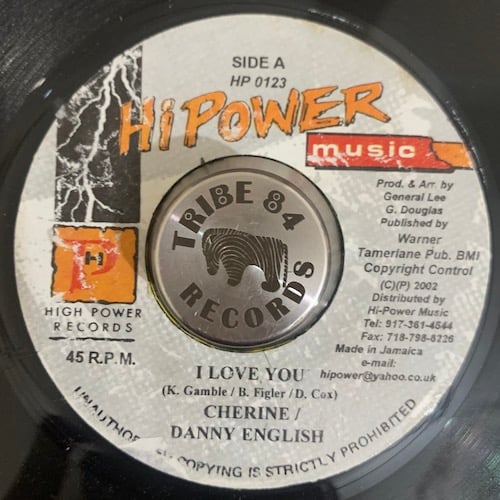 SIDE A
HP 0123
HiPOWER
music
Prod. & Arr. by
General Lee
G. Douglas
Published by
Warner
Tamerlane Pub. BMI
Copyright Control
(C)(P) 2002
Distributed by
Hi-Power Music
Tel: 917-361-4544
Fax: 718-798-8226
Made in Jamaica
e-mail:
hipower@yahoo.co.uk
TRIBE 84
RECORDS
PH
HIGH POWER
RECORDS
45 R.P.M.
I LOVE YOU
(K. Gamble / B. Figler / D. Cox)
CHERINE /
DANNY ENGLISH
COPYING IS STRICTLY PROHIBITED